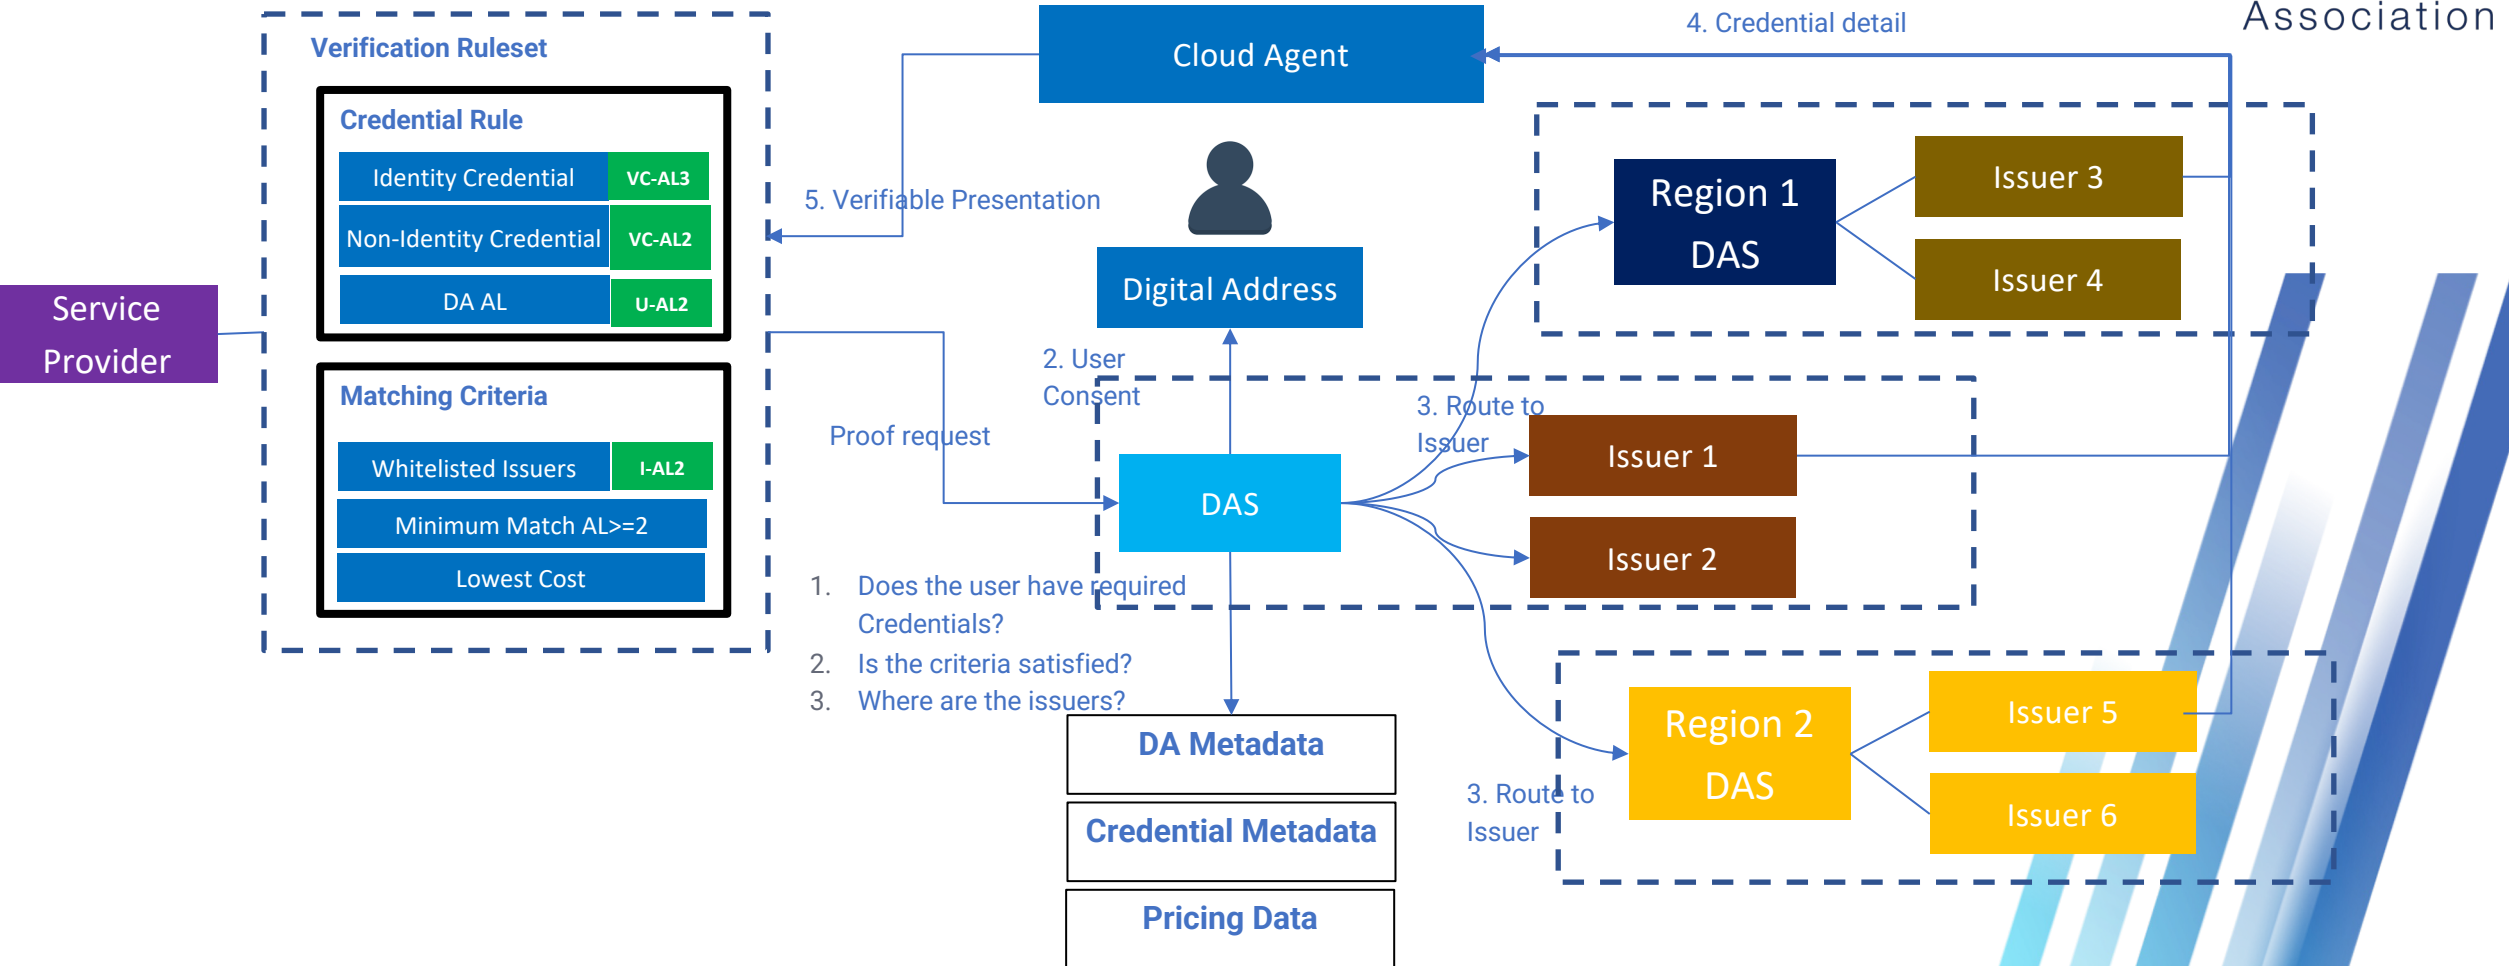 Association
Verification Ruleset
Credential Rule
Identity Credential
VC-AL3
Non-Identity Credential
VC-AL2
DA AL
U-AL2
Matching Criteria
Whitelisted Issuers
I-AL2
Minimum Match AL>=2
Lowest Cost
Service
Provider
Cloud Agent
4. Credential detail
5. Verifiable Presentation
Digital Address
2. User
Consent
Proof request
DAS
3. Route to
Issuer
Region 1
DAS
Issuer 3
Issuer 4
Issuer 1
Issuer 2
1. Does the user have required
Credentials?
2. Is the criteria satisfied?
3. Where are the issuers?
DA Metadata
Credential Metadata
Pricing Data
3. Route to
Issuer
Region 2
DAS
Issuer 5
Issuer 6